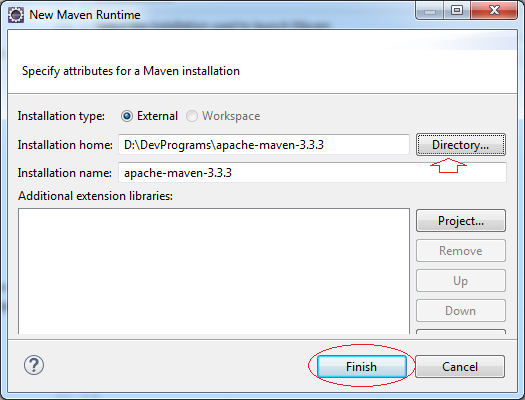 New Maven Runtime
Specify attributes for a Maven installation
Installation type: External Workspace
Installation home: D:\DevPrograms\apache-maven-3.3.3 Directory...
Installation name: apache-maven-3.3.3
Additional extension libraries:
Project...
Remove
Up
Down
? Finish Cancel